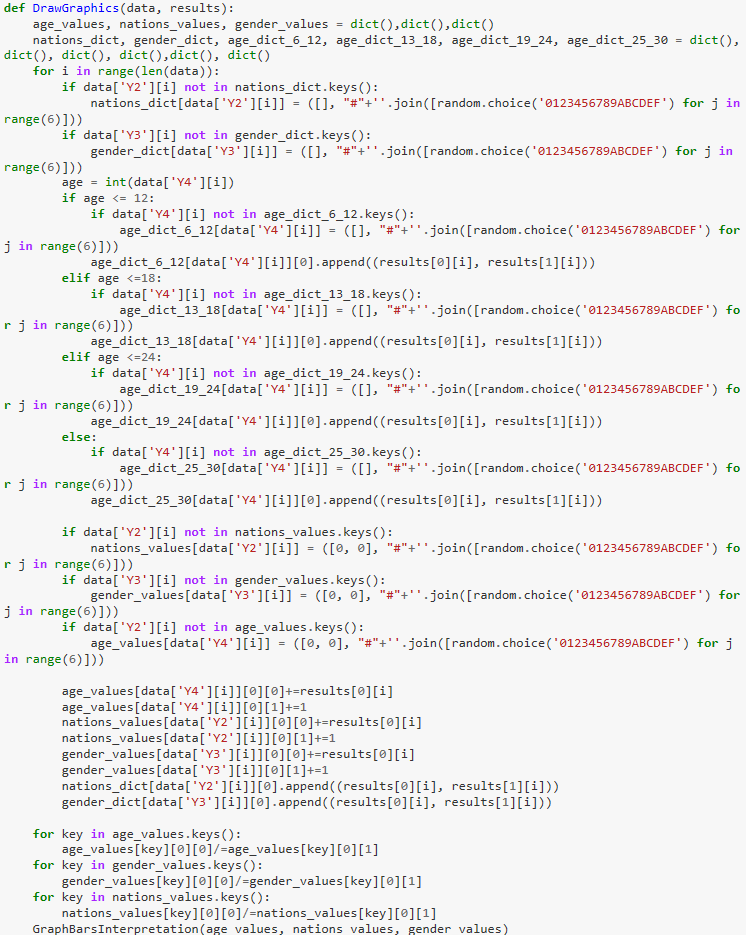 def DrawGraphics(data, results):
    age_values, nations_values, gender_values = dict(),dict(),dict()
    nations_dict, gender_dict, age_dict_6_12, age_dict_13_18, age_dict_19_24, age_dict_25_30 = dict(),
dict(), dict(), dict(),dict(), dict()
    for i in range(len(data)):
        if data['Y2'][i] not in nations_dict.keys():
            nations_dict[data['Y2'][i]] = ([], "#"+''.join([random.choice('0123456789ABCDEF') for j in
range(6)]))
        if data['Y3'][i] not in gender_dict.keys():
            gender_dict[data['Y3'][i]] = ([], "#"+''.join([random.choice('0123456789ABCDEF') for j in
range(6)]))
        age = int(data['Y4'][i])
        if age <= 12:
            if data['Y4'][i] not in age_dict_6_12.keys():
                age_dict_6_12[data['Y4'][i]] = ([], "#"+''.join([random.choice('0123456789ABCDEF') for
j in range(6)]))
            age_dict_6_12[data['Y4'][i]][0].append((results[0][i], results[1][i]))
        elif age <=18:
            if data['Y4'][i] not in age_dict_13_18.keys():
                age_dict_13_18[data['Y4'][i]] = ([], "#"+''.join([random.choice('0123456789ABCDEF') fo
r j in range(6)]))
            age_dict_13_18[data['Y4'][i]][0].append((results[0][i], results[1][i]))
        elif age <=24:
            if data['Y4'][i] not in age_dict_19_24.keys():
                age_dict_19_24[data['Y4'][i]] = ([], "#"+''.join([random.choice('0123456789ABCDEF') fo
r j in range(6)]))
            age_dict_19_24[data['Y4'][i]][0].append((results[0][i], results[1][i]))
        else:
            if data['Y4'][i] not in age_dict_25_30.keys():
                age_dict_25_30[data['Y4'][i]] = ([], "#"+''.join([random.choice('0123456789ABCDEF') fo
r j in range(6)]))
            age_dict_25_30[data['Y4'][i]][0].append((results[0][i], results[1][i]))

        if data['Y2'][i] not in nations_values.keys():
            nations_values[data['Y2'][i]] = ([0, 0], "#"+''.join([random.choice('0123456789ABCDEF') fo
r j in range(6)]))
        if data['Y3'][i] not in gender_values.keys():
            gender_values[data['Y3'][i]] = ([0, 0], "#"+''.join([random.choice('0123456789ABCDEF') for
j in range(6)]))
        if data['Y2'][i] not in age_values.keys():
            age_values[data['Y4'][i]] = ([0, 0], "#"+''.join([random.choice('0123456789ABCDEF') for j
in range(6)]))

        age_values[data['Y4'][i]][0][0]+=results[0][i]
        age_values[data['Y4'][i]][0][1]+=1
        nations_values[data['Y2'][i]][0][0]+=results[0][i]
        nations_values[data['Y2'][i]][0][1]+=1
        gender_values[data['Y3'][i]][0][0]+=results[0][i]
        gender_values[data['Y3'][i]][0][1]+=1
        nations_dict[data['Y2'][i]][0].append((results[0][i], results[1][i]))
        gender_dict[data['Y3'][i]][0].append((results[0][i], results[1][i]))

    for key in age_values.keys():
        age_values[key][0][0]/=age_values[key][0][1]
    for key in gender_values.keys():
        gender_values[key][0][0]/=gender_values[key][0][1]
    for key in nations_values.keys():
        nations_values[key][0][0]/=nations_values[key][0][1]
    GraphBarsInterpretation(age_values, nations_values, gender_values)